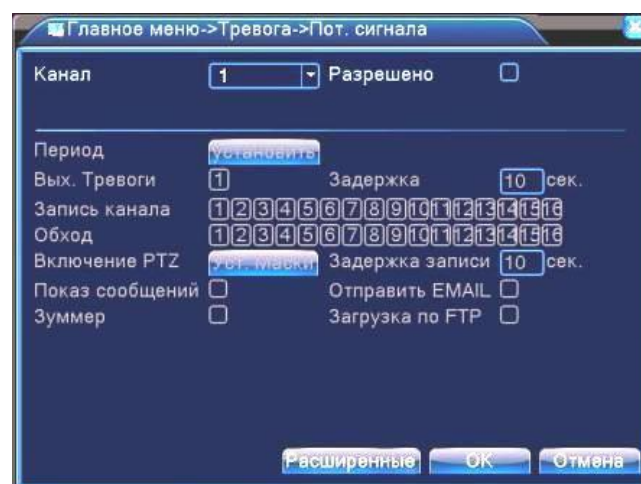 Главное меню->Тревога->Пот. сигнала
Канал 1 Разрешено
Период установить
Вых. Тревоги 1 Задержка 10 сек.
Запись канала 1 2 3 4 5 6 7 8 9 10 11 12 13 14 15 16
Обход 1 2 3 4 5 6 7 8 9 10 11 12 13 14 15 16
Включение PTZ Уст. Маски Задержка записи 10 сек.
Показ сообщений Отправить EMAIL
Зуммер Загрузка по FTP
Расширенные OK Отмена